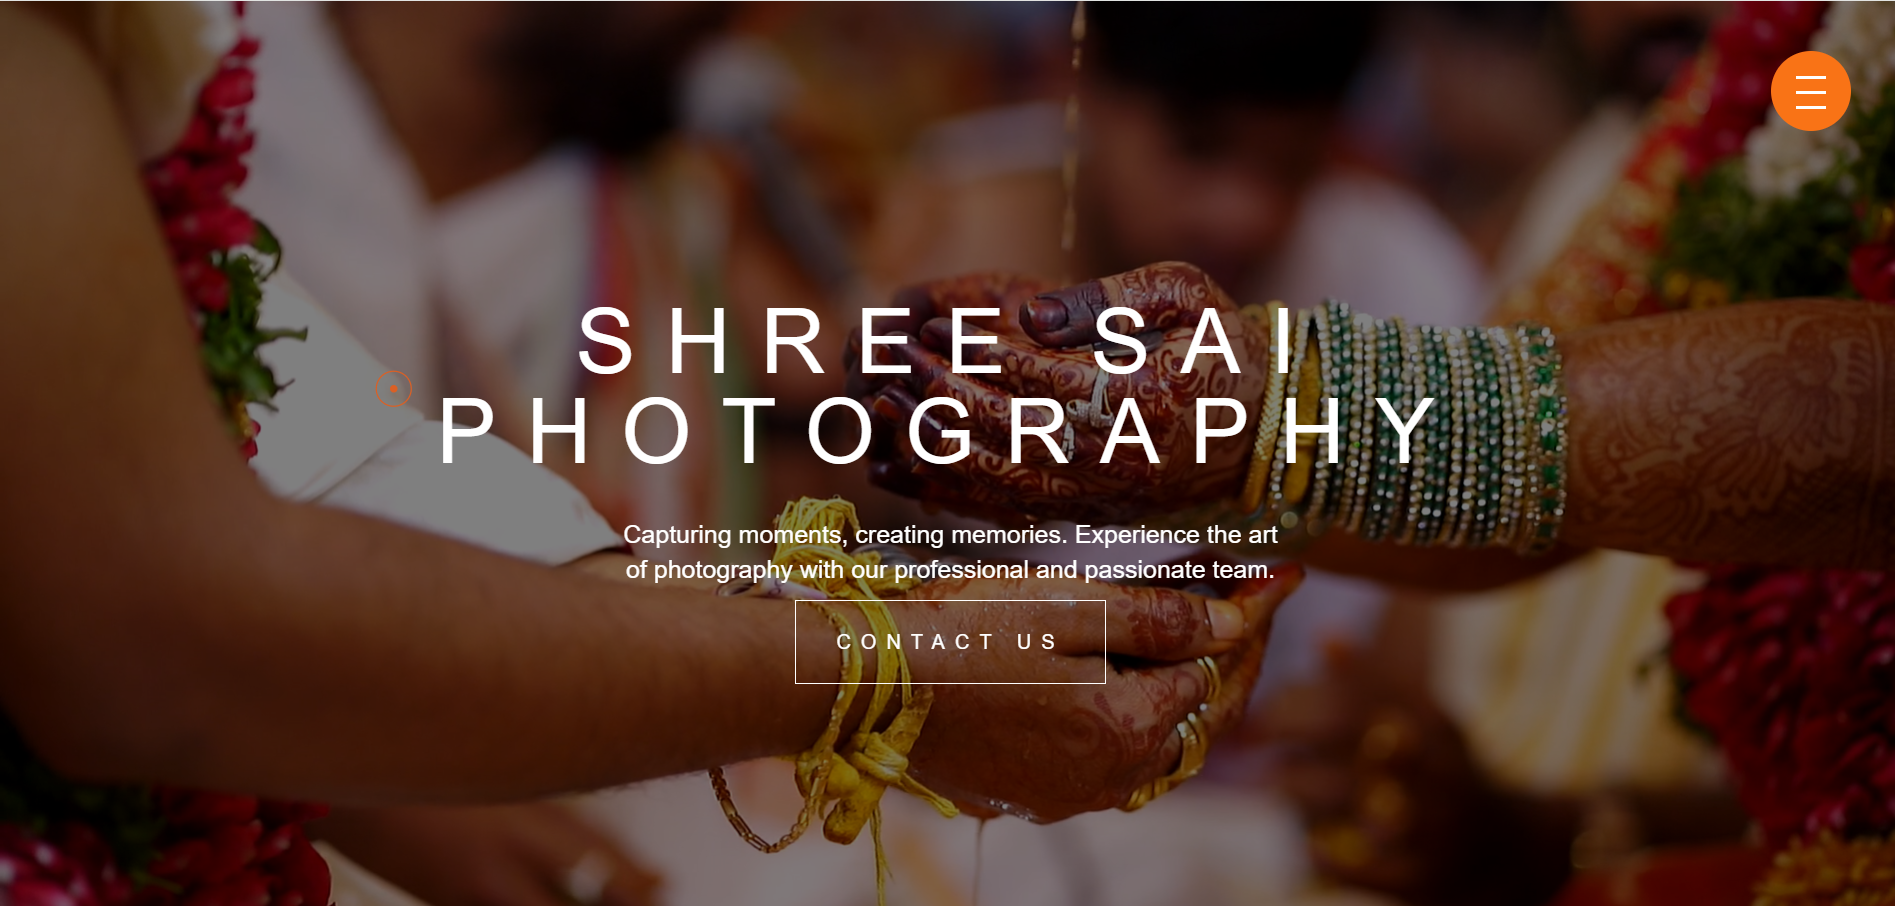 SHREE SAI
PHOTOGRAPHY
Capturing moments, creating memories. Experience the art
of photography with our professional and passionate team.
CONTACT US